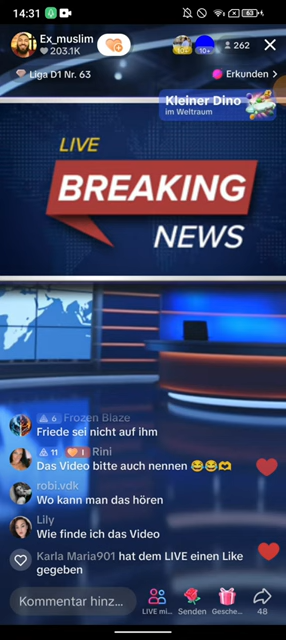 14:31
63
Ex_muslim
203.1K
10+
262
Liga D1 Nr. 63
Erkunden >
Kleiner Dino
im Weltraum
LIVE
BREAKING
NEWS
6 Frozen Blaze
Friede sei nicht auf ihm
11 I Rini
Das Video bitte auch nennen 😂😂🫶
robi.vdk
Wo kann man das hören
Lily
Wie finde ich das Video
Karla Maria901 hat dem LIVE einen Like
gegeben
Kommentar hinz...
LIVE mi...
Senden
Gesche...
48